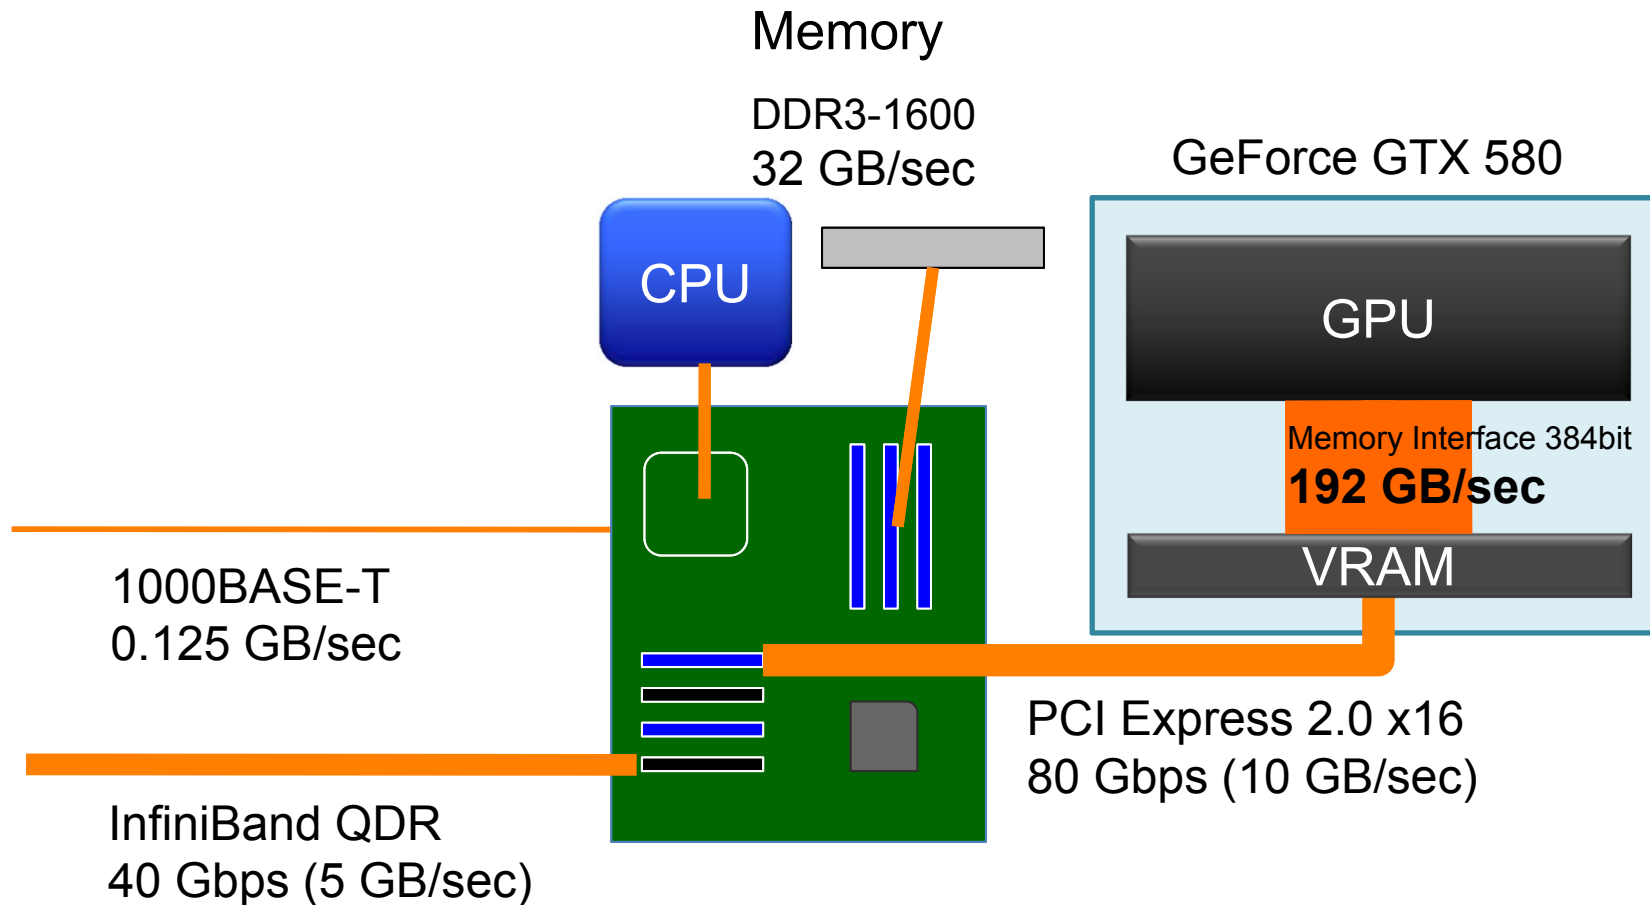 Memory
DDR3-1600
32 GB/sec
GeForce GTX 580
CPU
GPU
Memory Interface 384bit
192 GB/sec
VRAM
1000BASE-T
0.125 GB/sec
PCI Express 2.0 x16
80 Gbps (10 GB/sec)
InfiniBand QDR
40 Gbps (5 GB/sec)